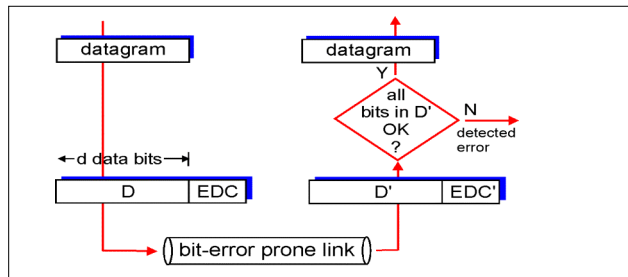 datagram
d data bits
D EDC
bit-error prone link
datagram
Y
all
bits in D'
OK
?
N
detected
error
D' EDC'